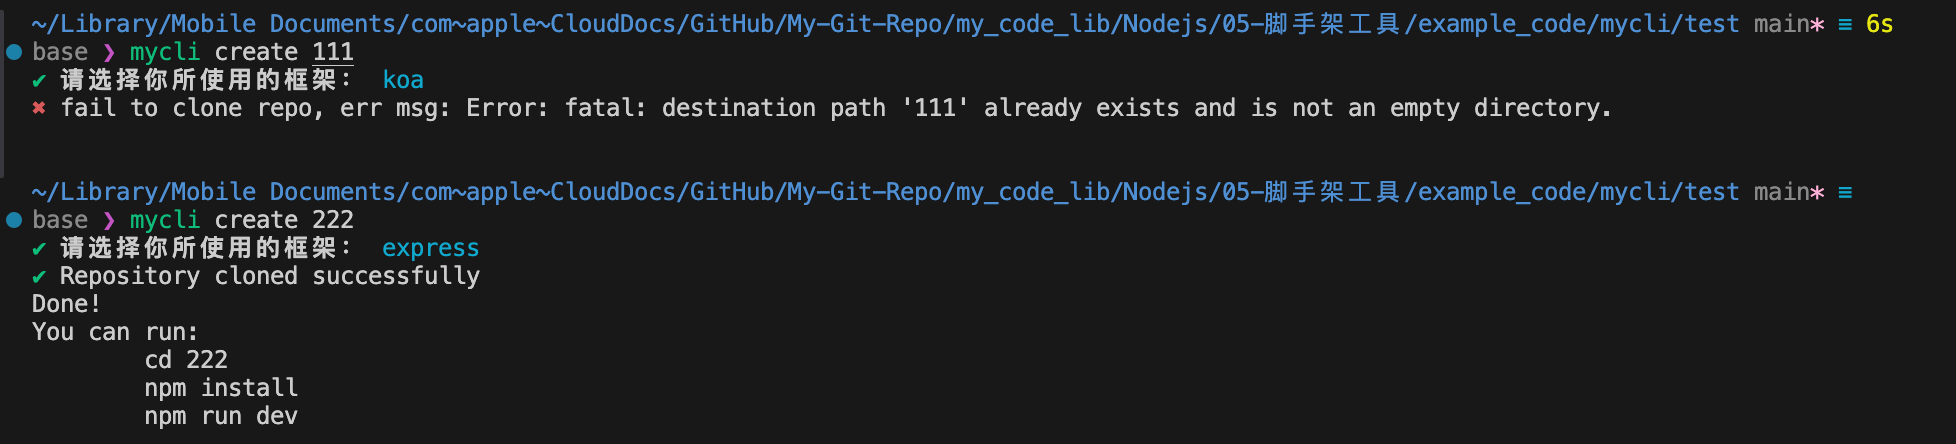 ~/Library/Mobile Documents/com~apple~CloudDocs/GitHub/My-Git-Repo/my_code_lib/Nodejs/05-脚手架工具/example_code/mycli/test main* ≡ 6s
base ❯ mycli create 111
✔ 请选择你所使用的框架： koa
✖ fail to clone repo, err msg: Error: fatal: destination path '111' already exists and is not an empty directory.
~/Library/Mobile Documents/com~apple~CloudDocs/GitHub/My-Git-Repo/my_code_lib/Nodejs/05-脚手架工具/example_code/mycli/test main* ≡
base ❯ mycli create 222
✔ 请选择你所使用的框架： express
✔ Repository cloned successfully
Done!
You can run:
cd 222
npm install
npm run dev